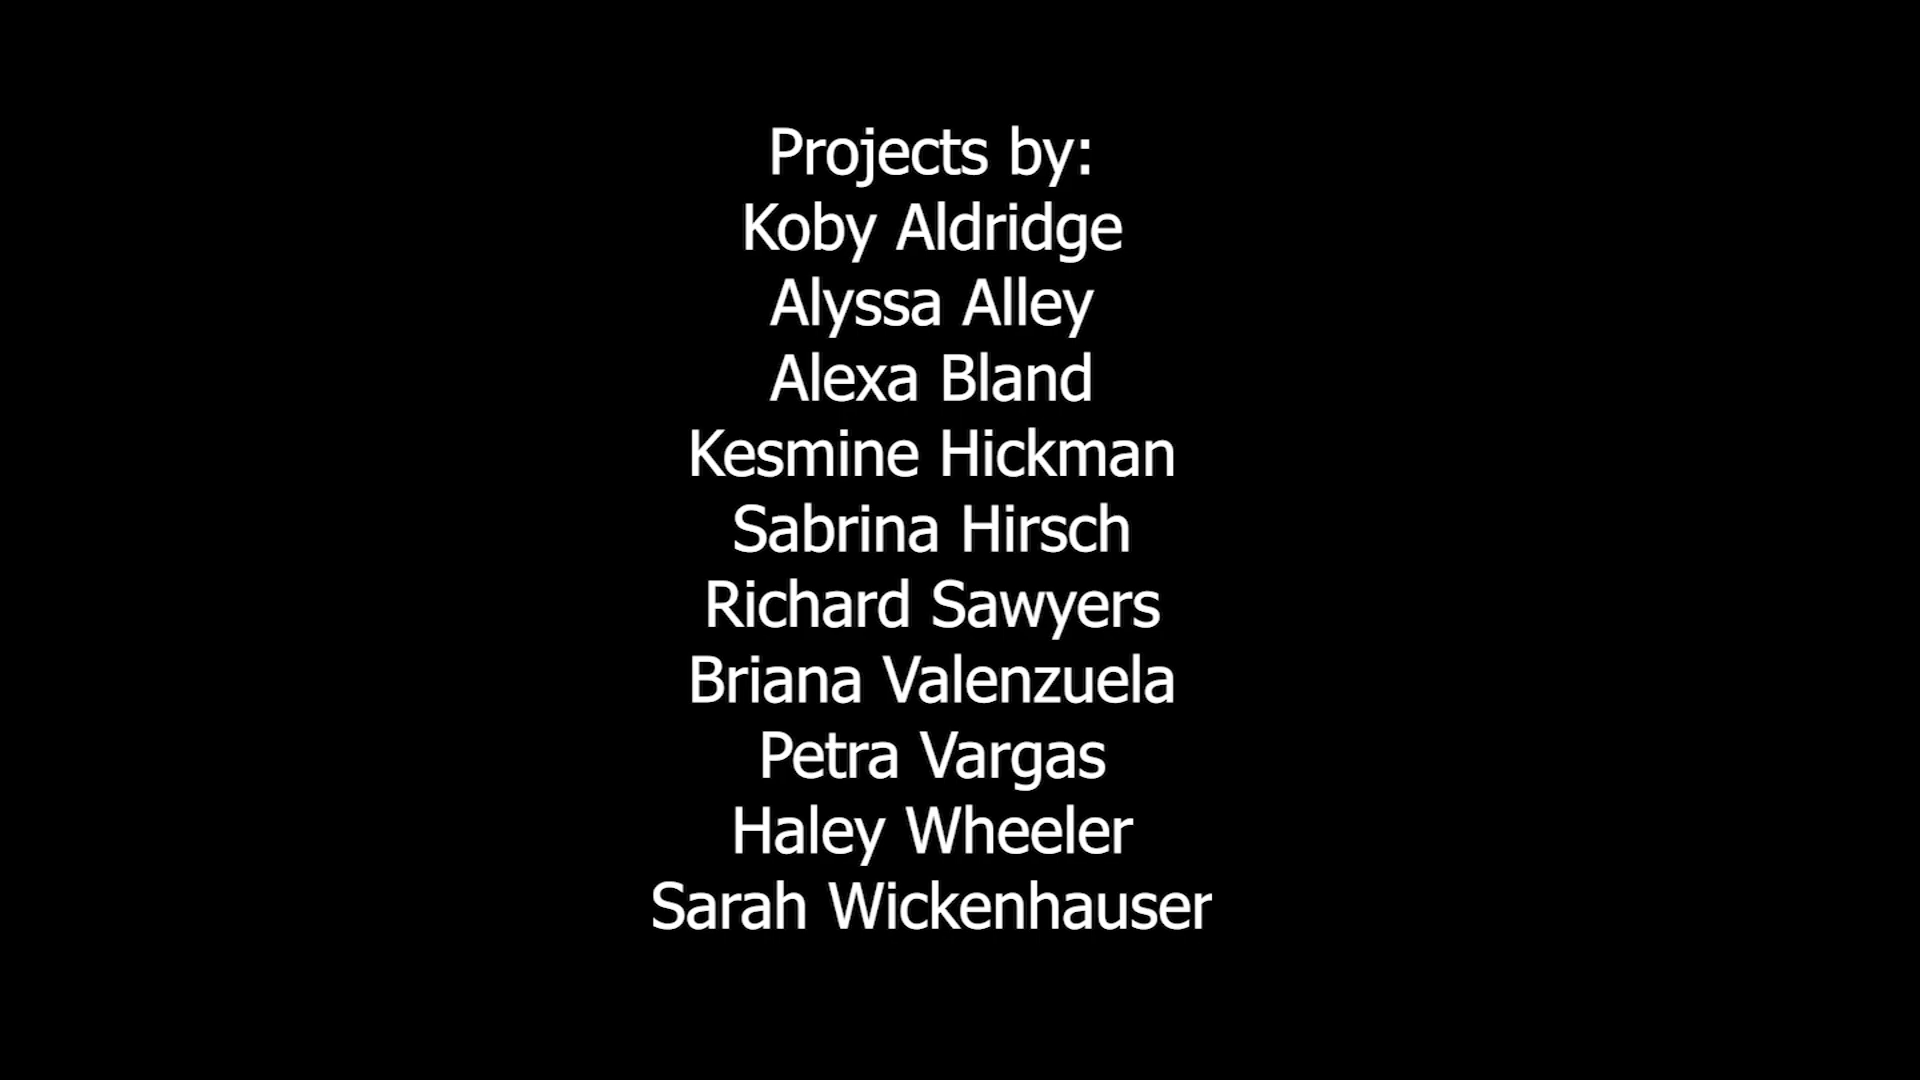 Projects by:
Koby Aldridge
Alyssa Alley
Alexa Bland
Kesmine Hickman
Sabrina Hirsch
Richard Sawyers
Briana Valenzuela
Petra Vargas
Haley Wheeler
Sarah Wickenhauser